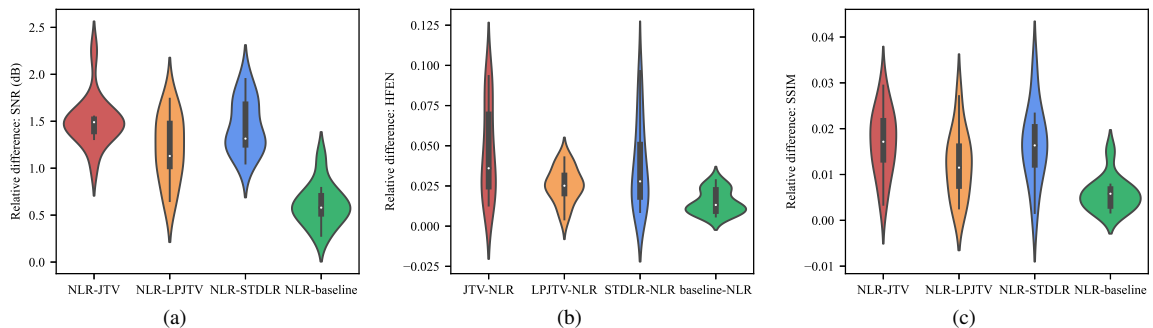 Relative difference: SNR (dB)
2.5
2.0
1.5
1.0
0.5
0.0
NLR-JTV NLR-LPJTV NLR-STDLR NLR-baseline
(a)
Relative difference: HFEN
0.125
0.100
0.075
0.050
0.025
0.000
−0.025
JTV-NLR LPJTV-NLR STDLR-NLR baseline-NLR
(b)
Relative difference: SSIM
0.04
0.03
0.02
0.01
0.00
−0.01
NLR-JTV NLR-LPJTV NLR-STDLR NLR-baseline
(c)